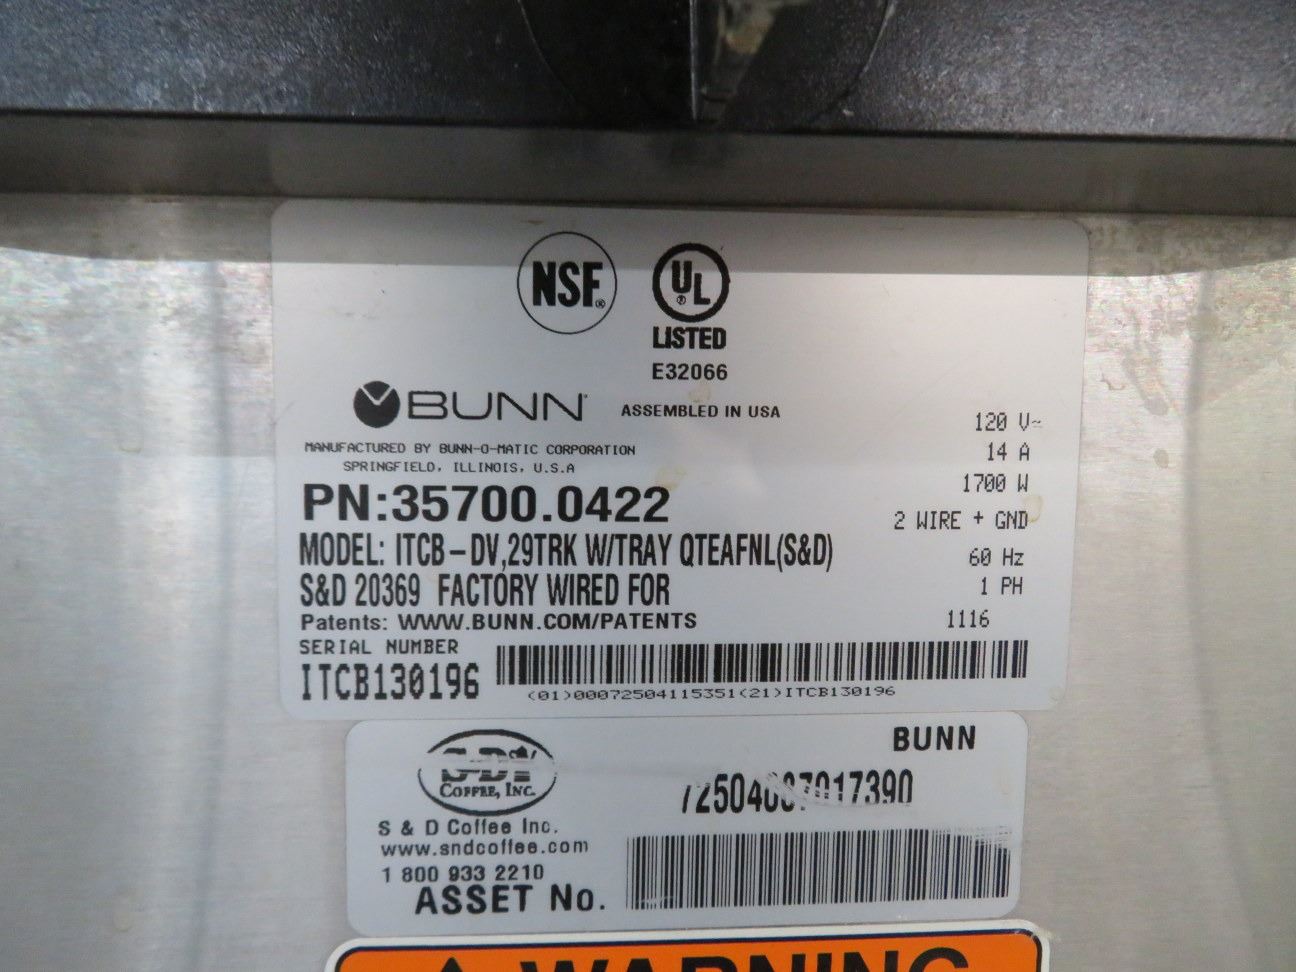 NSF®
UL®
LISTED
E32066
BUNN® ASSEMBLED IN USA
MANUFACTURED BY BUNN-O-MATIC CORPORATION
SPRINGFIELD, ILLINOIS, U.S.A
PN:35700.0422
MODEL: ITCB-DV,29TRK W/TRAY QTEAFNL(S&D)
S&D 20369 FACTORY WIRED FOR
Patents: WWW.BUNN.COM/PATENTS
SERIAL NUMBER
ITCB130196
(01)00072504115351(21)ITCB130196
120 V~
14 A
1700 W
2 WIRE + GND
60 Hz
1 PH
1116
COFFEE, INC.
S & D Coffee Inc.
www.sndcoffee.com
1 800 933 2210
ASSET No.
BUNN
WARNING